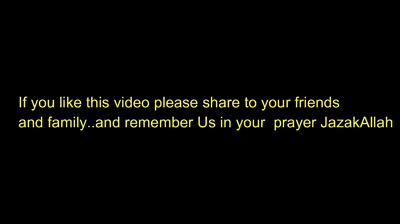 If you like this video please share to your friends
and family..and remember Us in your  prayer JazakAllah